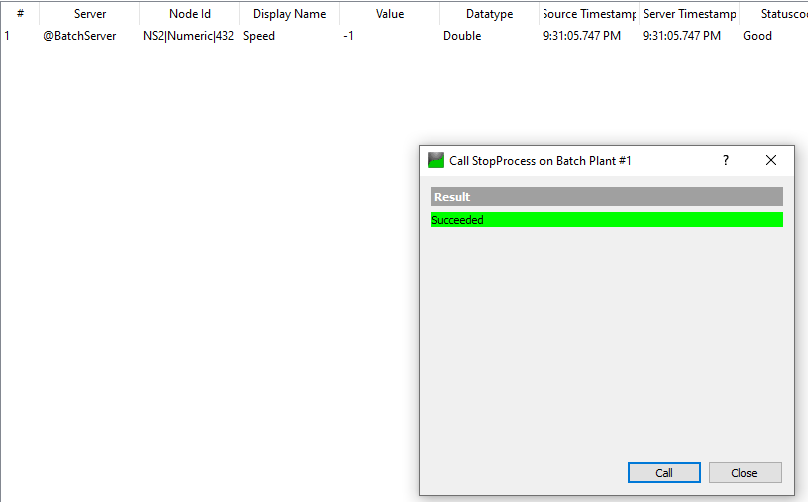 # Server Node Id Display Name Value Datatype Source Timestamp Server Timestamp Statuscod
1 @BatchServer NS2|Numeric|432 Speed -1 Double 9:31:05.747 PM 9:31:05.747 PM Good
Call StopProcess on Batch Plant #1 ?
Result
Succeeded
Call Close